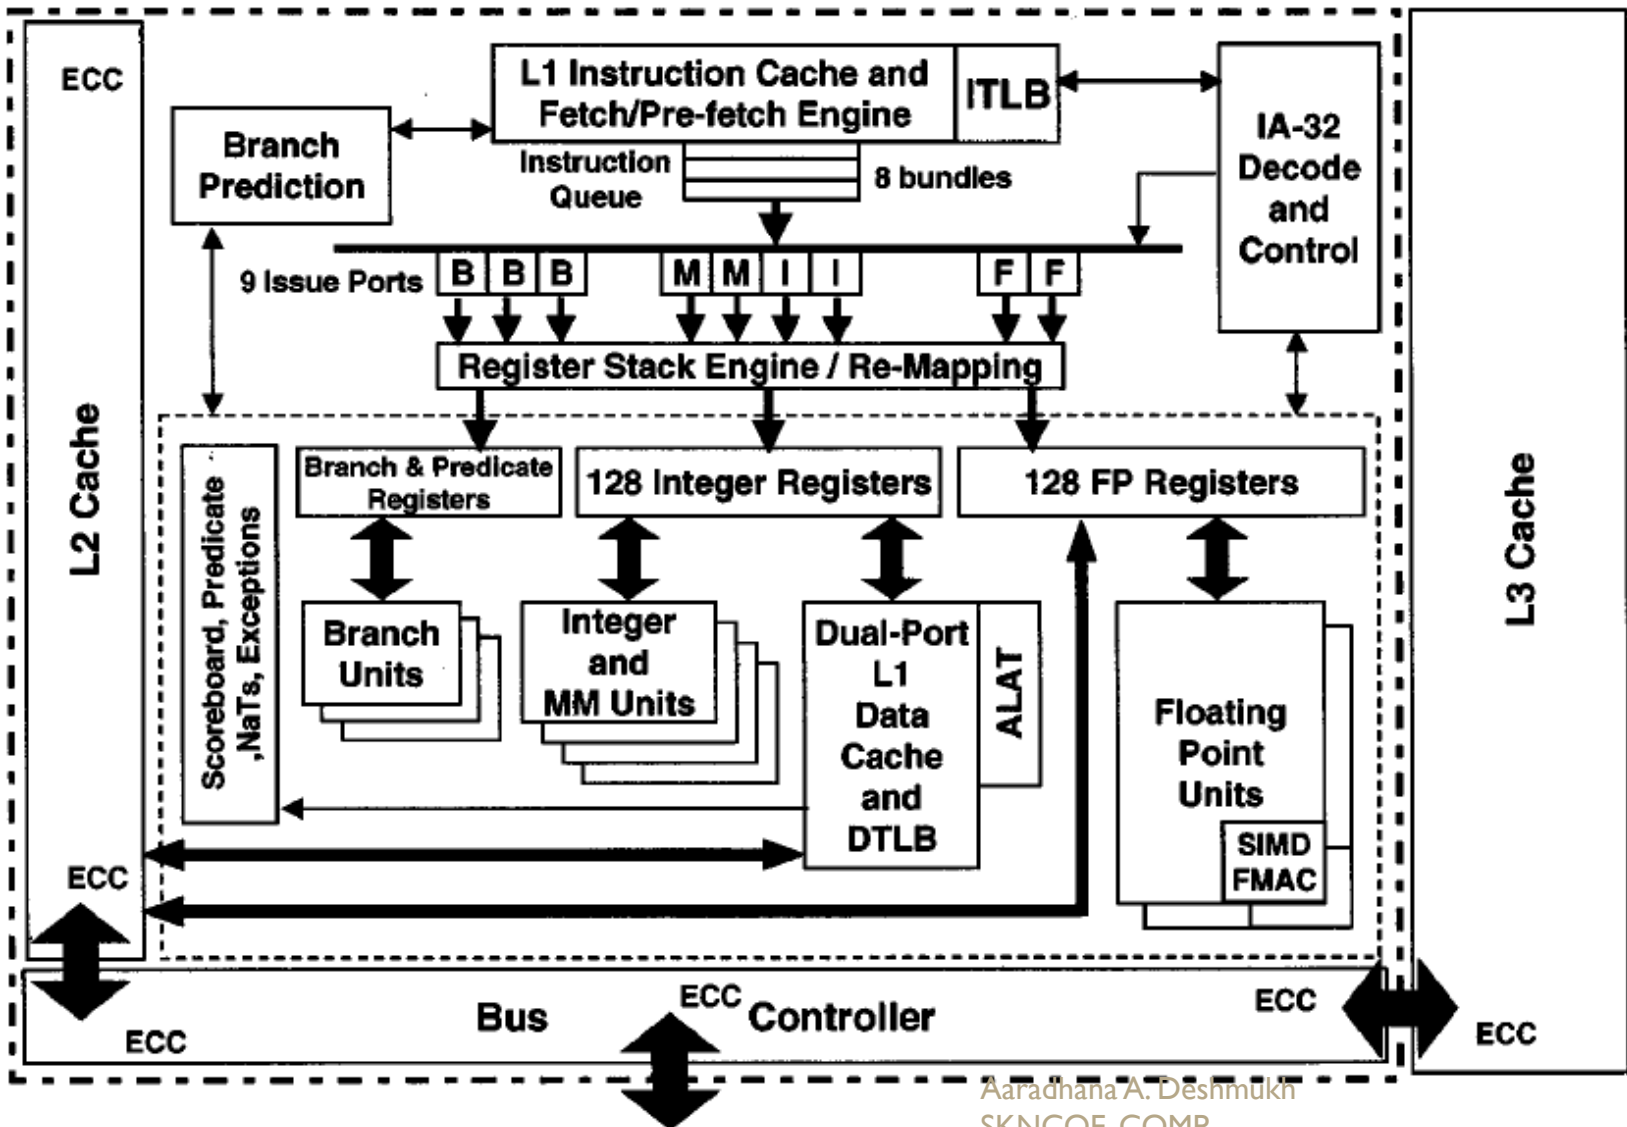 ECC
L1 Instruction Cache and
Fetch/Pre-fetch Engine
ITLB
IA-32
Decode
and
Control
Branch
Prediction
Instruction
Queue
8 bundles
9 Issue Ports
B B B M M I I F F
Register Stack Engine / Re-Mapping
L2 Cache
L3 Cache
Scoreboard, Predicate
,NaTs, Exceptions
Branch & Predicate
Registers
128 Integer Registers
128 FP Registers
Branch
Units
Integer
and
MM Units
Dual-Port
L1
Data
Cache
and
DTLB
ALAT
Floating
Point
Units
SIMD
FMAC
ECC
Bus Controller
ECC
ECC
ECC
ECC
Aaradhana A. Deshmukh
SKNCOE, COMP